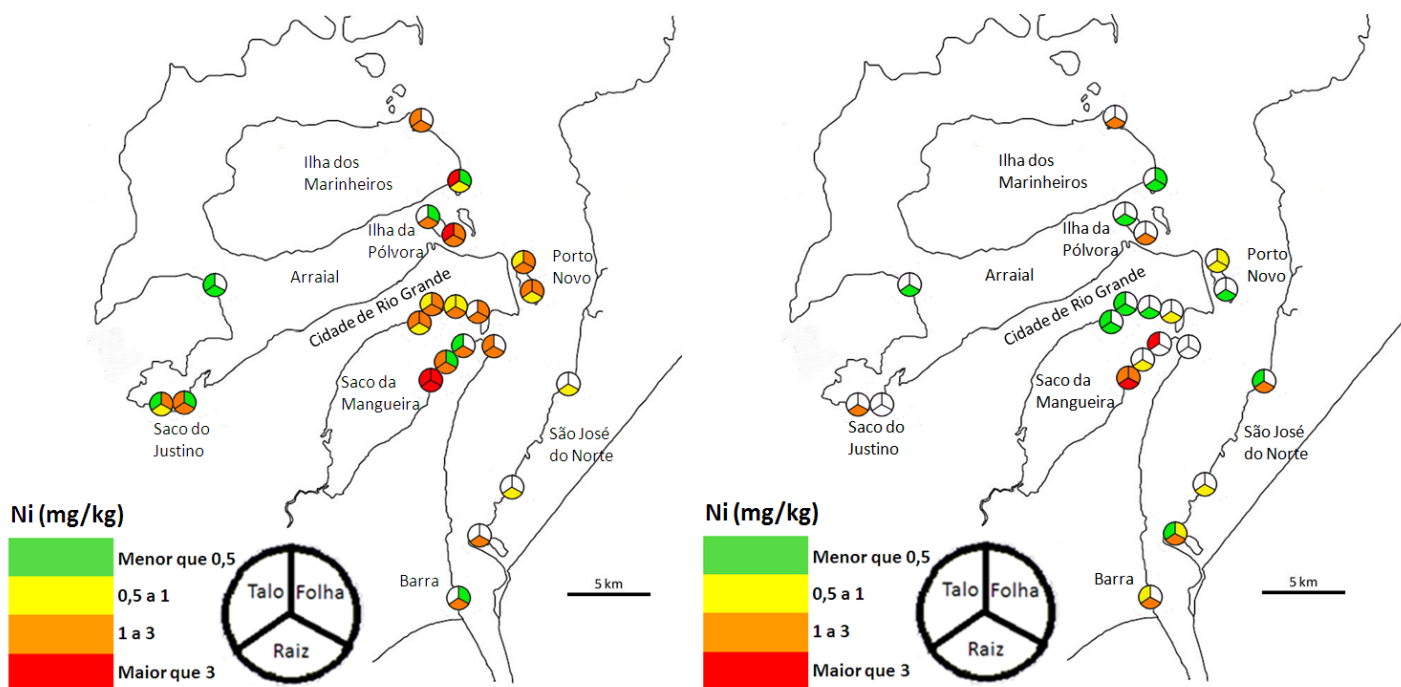 Ilha dos
Marinheiros
Ilha da
Pólvora
Porto
Novo
Arraial
Cidade de Rio Grande
Saco da
Mangueira
Saco do
Justino
São José
do Norte
Barra
5 km
Ni (mg/kg)
Menor que 0,5
0,5 a 1
1 a 3
Maior que 3
Talo
Folha
Raiz
Ilha dos
Marinheiros
Ilha da
Pólvora
Porto
Novo
Arraial
Cidade de Rio Grande
Saco da
Mangueira
Saco do
Justino
São José
do Norte
Barra
5 km
Ni (mg/kg)
Menor que 0,5
0,5 a 1
1 a 3
Maior que 3
Talo
Folha
Raiz